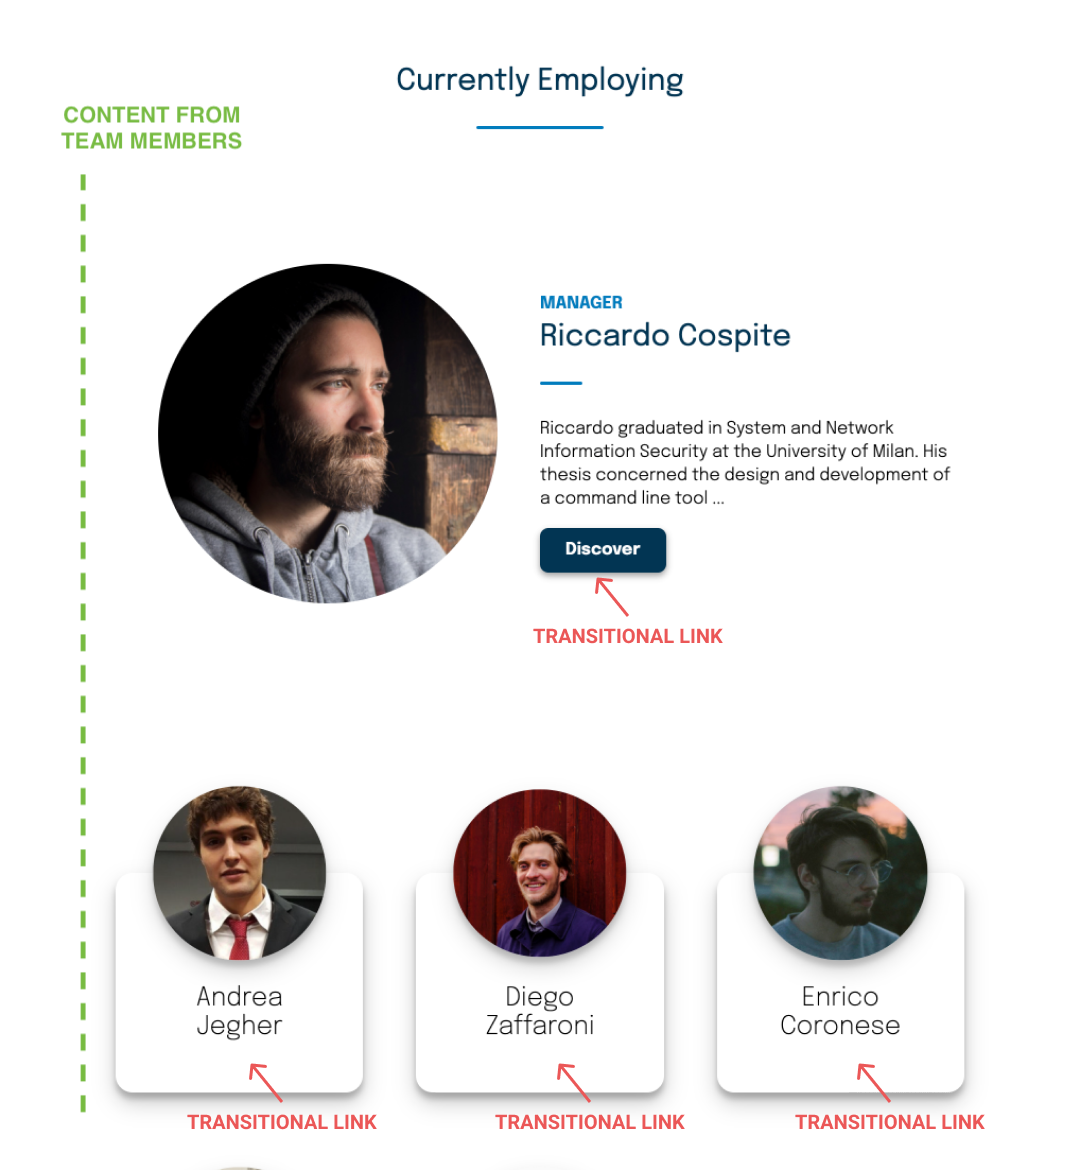 Currently Employing
CONTENT FROM
TEAM MEMBERS
MANAGER
Riccardo Cospite
Riccardo graduated in System and Network
Information Security at the University of Milan. His
thesis concerned the design and development of
a command line tool ...
Discover
TRANSITIONAL LINK
Andrea
Jegher
Diego
Zaffaroni
Enrico
Coronese
TRANSITIONAL LINK
TRANSITIONAL LINK
TRANSITIONAL LINK